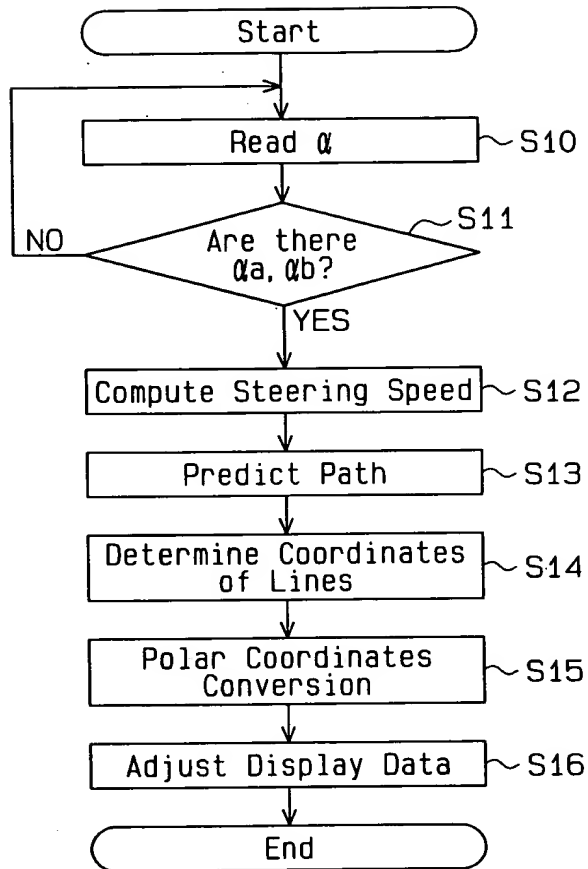 Start
Read α S10
S11
NO
Are there
αa, αb?
YES
Compute Steering Speed S12
Predict Path S13
Determine Coordinates
of Lines
S14
Polar Coordinates
Conversion
S15
Adjust Display Data S16
End